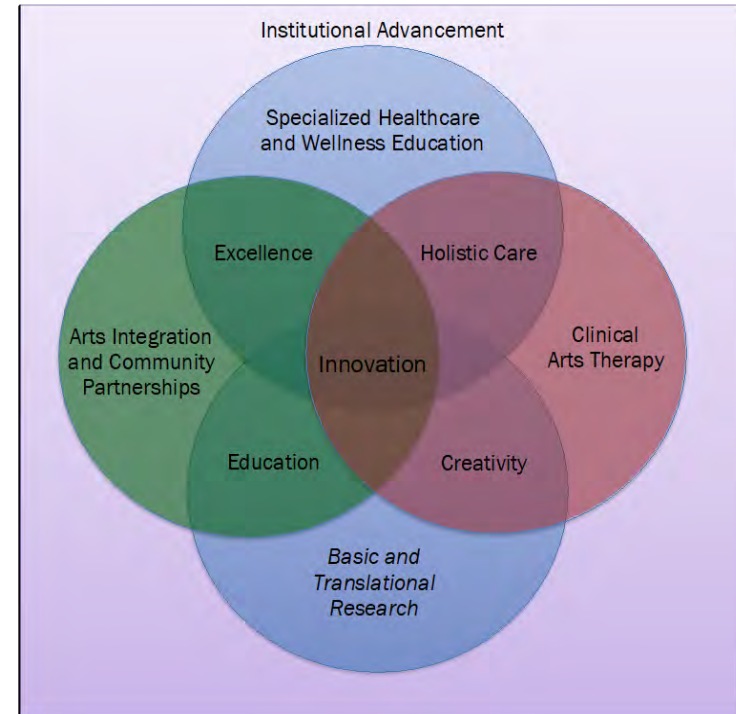 Institutional Advancement
Specialized Healthcare
and Wellness Education
Excellence
Holistic Care
Arts Integration
and Community
Partnerships
Innovation
Clinical
Arts Therapy
Education
Creativity
Basic and
Translational
Research